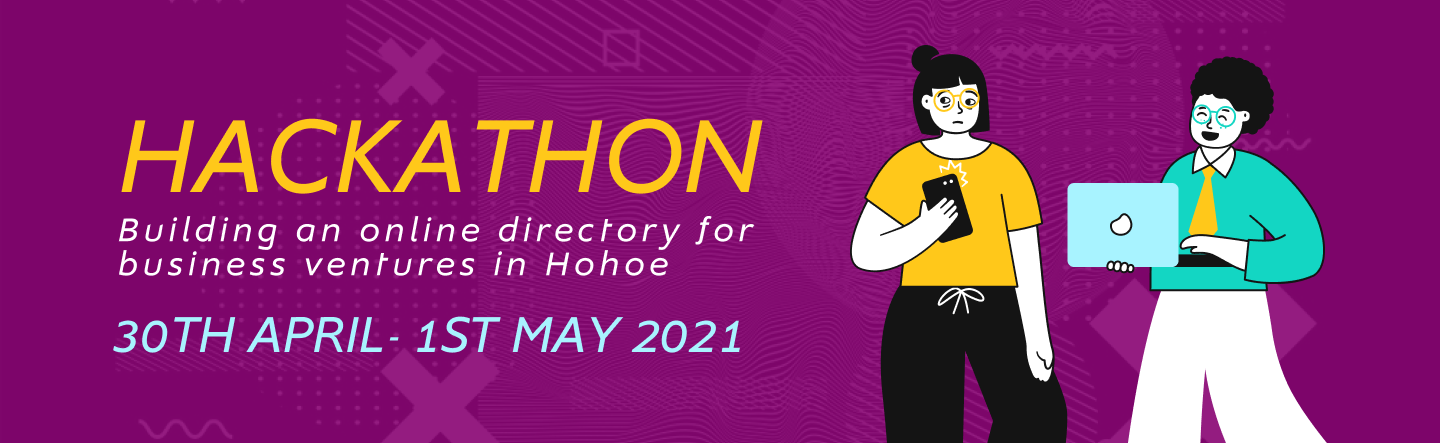 HACKATHON
Building an online directory for
business ventures in Hohoe
30TH APRIL- 1ST MAY 2021